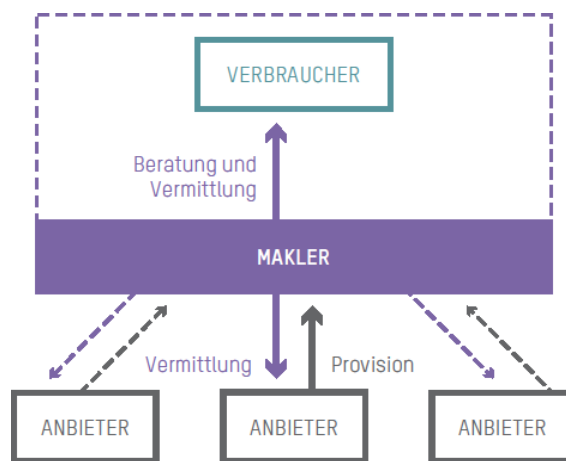 VERBRAUCHER
Beratung und
Vermittlung
MAKLER
Vermittlung
Provision
ANBIETER
ANBIETER
ANBIETER